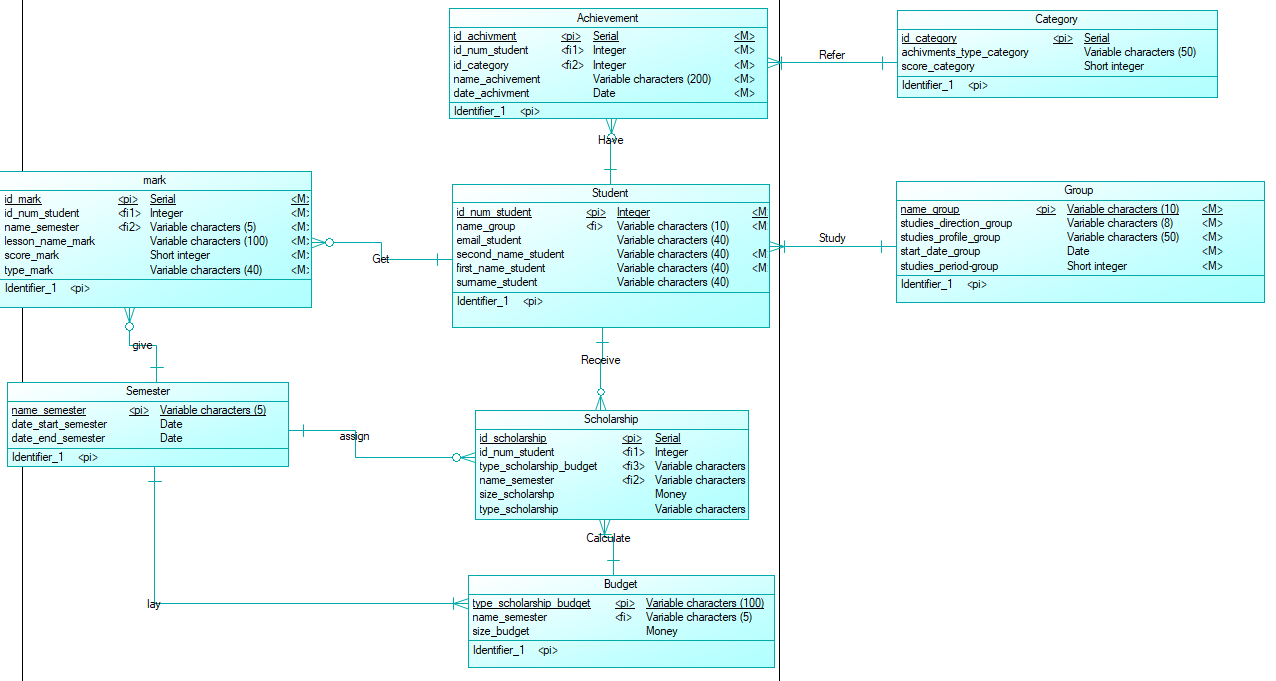 Achievement
id_achivment <pi> Serial <M>
id_num_student <fi1> Integer <M>
id_category <fi2> Integer <M>
name_achivement Variable characters (200) <M>
date_achivment Date <M>
Identifier_1 <pi>
Refer
Category
id_category <pi> Serial
achivments_type_category Variable characters (50)
score_category Short integer
Identifier_1 <pi>
Have
mark
id_mark <pi> Serial <M>
id_num_student <fi1> Integer <M>
name_semester <fi2> Variable characters (5) <M>
lesson_name_mark Variable characters (100) <M>
score_mark Short integer <M>
type_mark Variable characters (40) <M>
Identifier_1 <pi>
Get
Student
id_num_student <pi> Integer <M
name_group <fi> Variable characters (10) <M
email_student Variable characters (40)
second_name_student Variable characters (40) <M
first_name_student Variable characters (40) <M
surname_student Variable characters (40)
Identifier_1 <pi>
Study
Group
name_group <pi> Variable characters (10) <M>
studies_direction_group Variable characters (8) <M>
studies_profile_group Variable characters (50) <M>
start_date_group Date <M>
studies_period-group Short integer <M>
Identifier_1 <pi>
give
Receive
Semester
name_semester <pi> Variable characters (5)
date_start_semester Date
date_end_semester Date
Identifier_1 <pi>
assign
Scholarship
id_scholarship <pi> Serial
id_num_student <fi1> Integer
type_scholarship_budget <fi3> Variable characters
name_semester <fi2> Variable characters
size_scholarshp Money
type_scholarship Variable characters
Calculate
lay
Budget
type_scholarship_budget <pi> Variable characters (100)
name_semester <fi> Variable characters (5)
size_budget Money
Identifier_1 <pi>